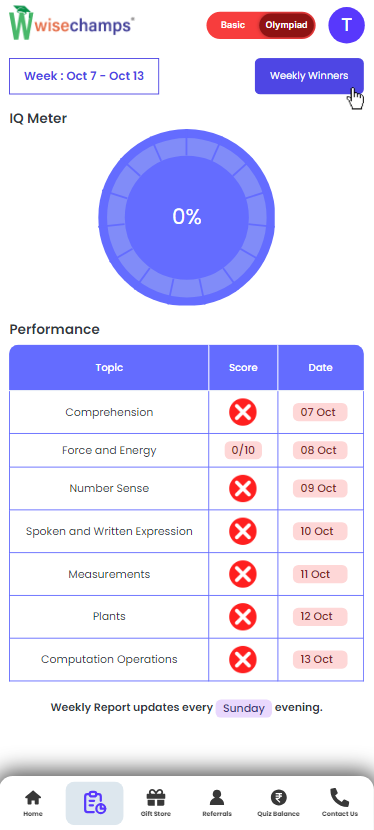 wisechamps®
Basic Olympiad T
Week : Oct 7 - Oct 13 Weekly Winners
IQ Meter
0%
Performance
Topic Score Date
Comprehension 07 Oct
Force and Energy 0/10 08 Oct
Number Sense 09 Oct
Spoken and Written Expression 10 Oct
Measurements 11 Oct
Plants 12 Oct
Computation Operations 13 Oct
Weekly Report updates every Sunday evening.
Home Gift Store Referrals Quiz Balance Contact Us